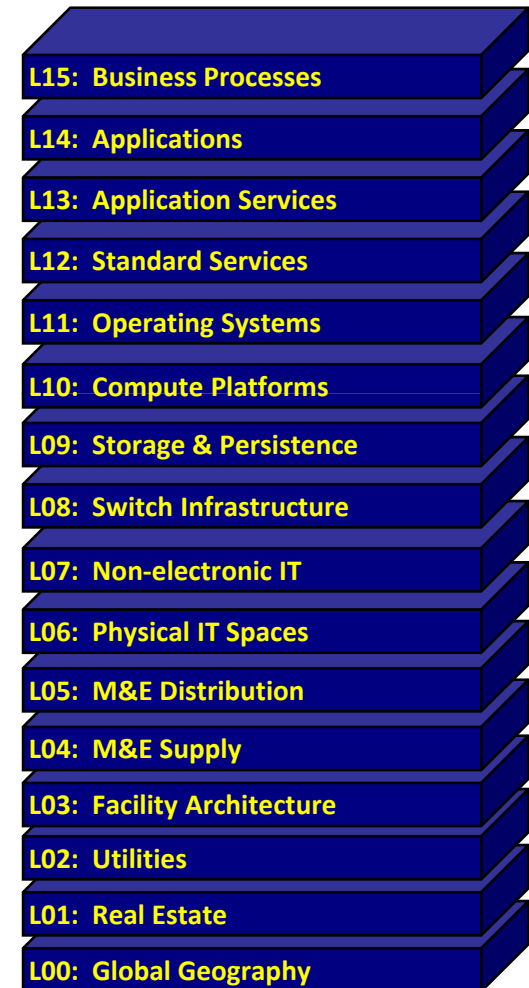 L15: Business Processes
L14: Applications
L13: Application Services
L12: Standard Services
L11: Operating Systems
L10: Compute Platforms
L09: Storage & Persistence
L08: Switch Infrastructure
L07: Non-electronic IT
L06: Physical IT Spaces
L05: M&E Distribution
L04: M&E Supply
L03: Facility Architecture
L02: Utilities
L01: Real Estate
L00: Global Geography